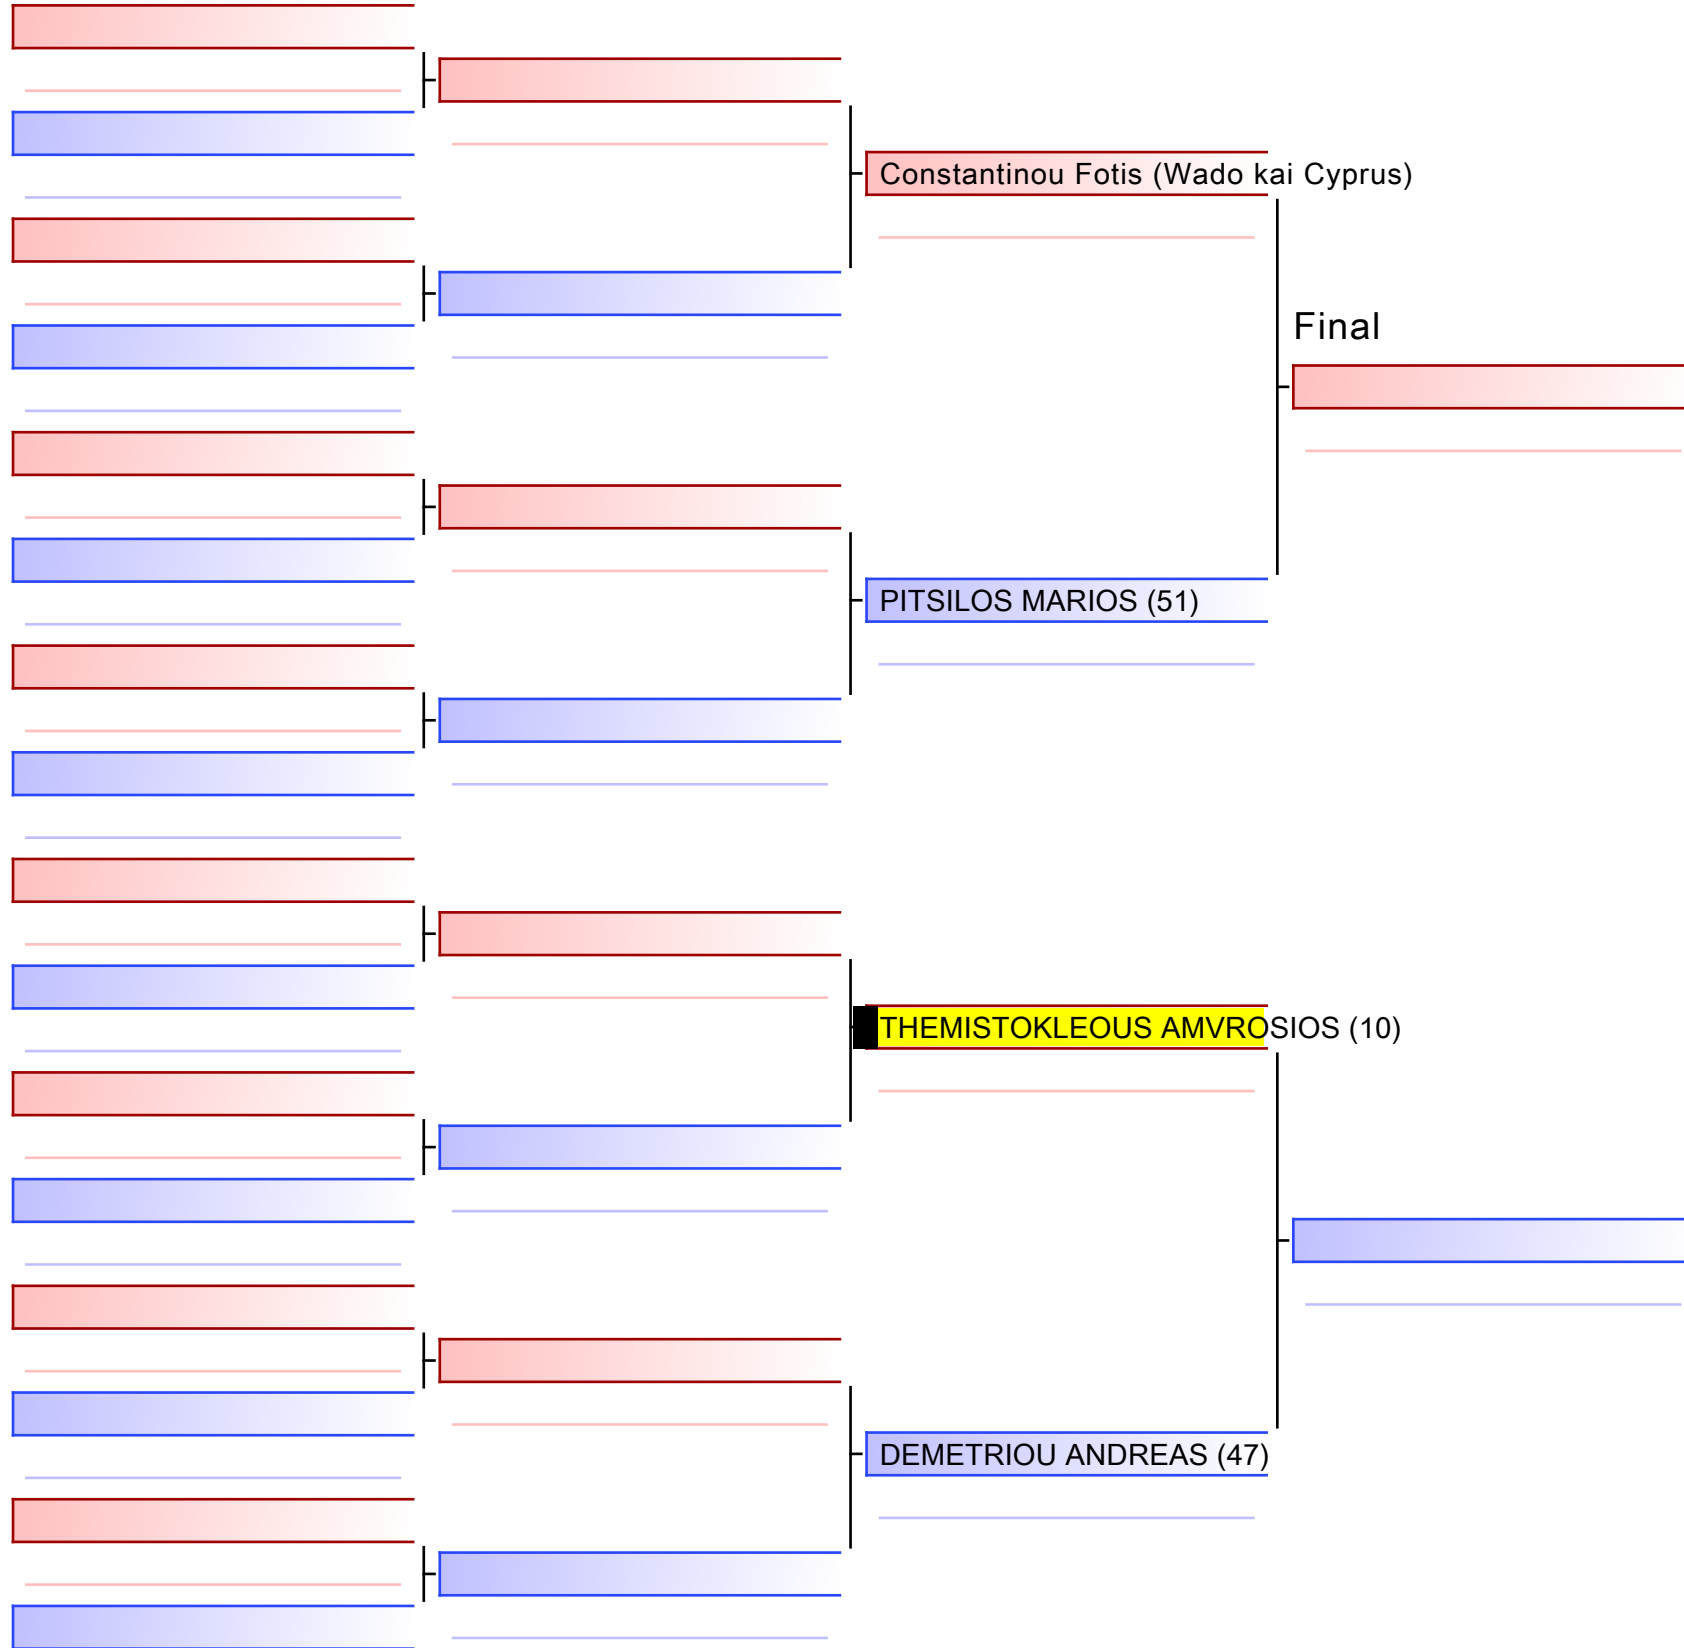 Constantinou Fotis (Wado kai Cyprus)
Final
PITSILOS MARIOS (51)
THEMISTOKLEOUS AMVROSIOS (10)
DEMETRIOU ANDREAS (47)